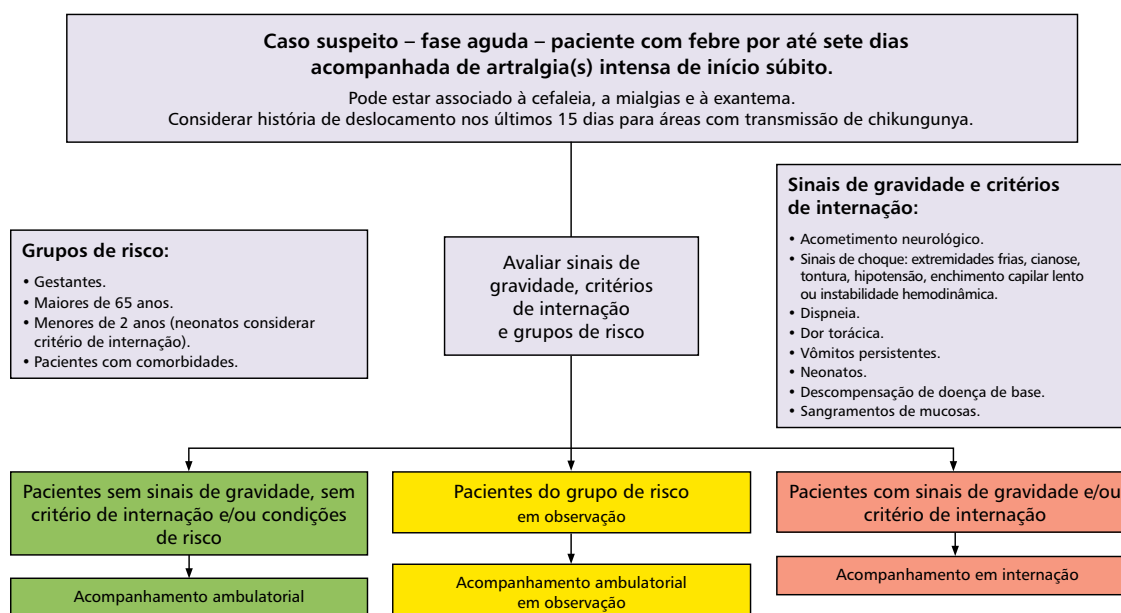 Caso suspeito – fase aguda – paciente com febre por até sete dias
acompanhada de artralgia(s) intensa de início súbito.
Pode estar associado à cefaleia, a mialgias e à exantema.
Considerar história de deslocamento nos últimos 15 dias para áreas com transmissão de chikungunya.
Grupos de risco:
• Gestantes.
• Maiores de 65 anos.
• Menores de 2 anos (neonatos considerar
critério de internação).
• Pacientes com comorbidades.
Avaliar sinais de
gravidade, critérios
de internação
e grupos de risco
Sinais de gravidade e critérios
de internação:
• Acometimento neurológico.
• Sinais de choque: extremidades frias, cianose,
tontura, hipotensão, enchimento capilar lento
ou instabilidade hemodinâmica.
• Dispneia.
• Dor torácica.
• Vômitos persistentes.
• Neonatos.
• Descompensação de doença de base.
• Sangramentos de mucosas.
Pacientes sem sinais de gravidade, sem
critério de internação e/ou condições
de risco
Pacientes do grupo de risco
em observação
Pacientes com sinais de gravidade e/ou
critério de internação
Acompanhamento ambulatorial
Acompanhamento ambulatorial
em observação
Acompanhamento em internação